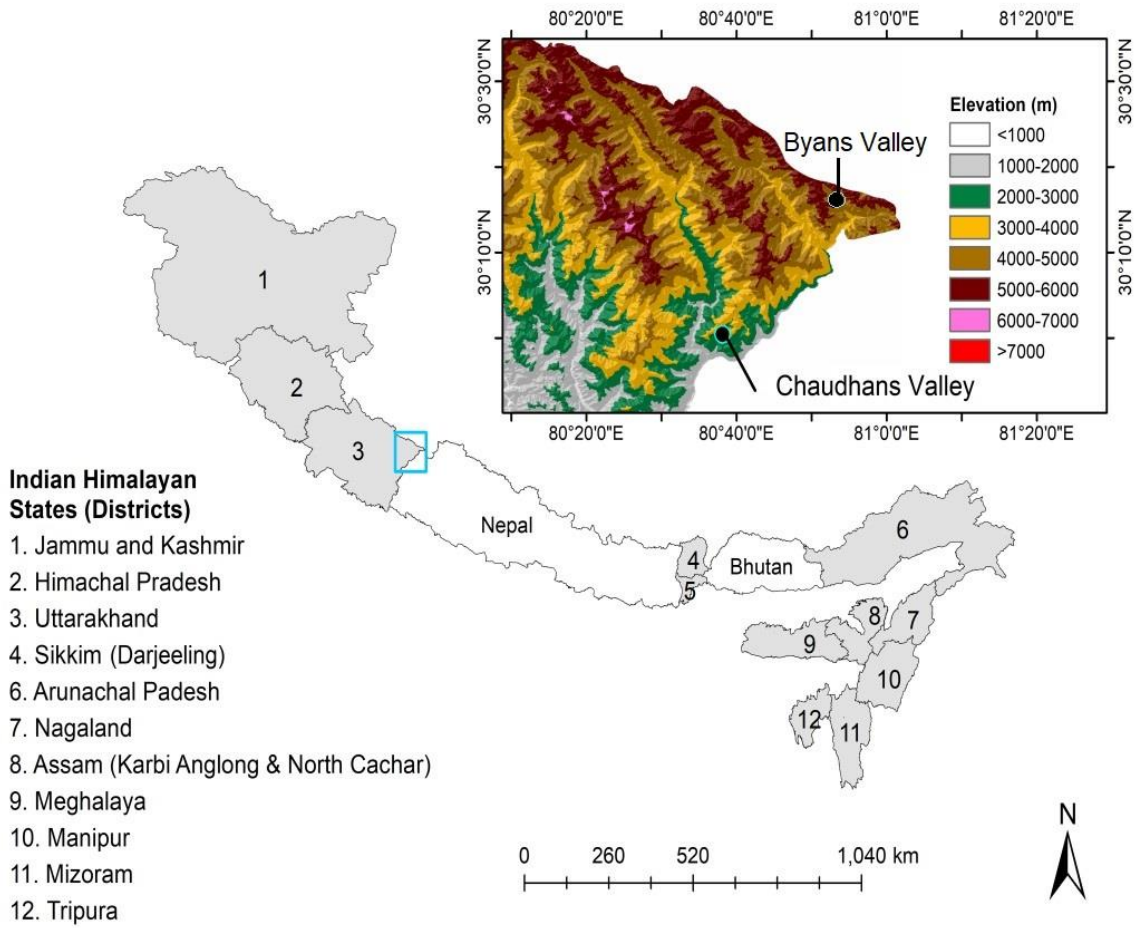 80°20'0"E 80°40'0"E 81°0'0"E 81°20'0"E
30°30'0"N
30°10'0"N
30°30'0"N
30°10'0"N
Elevation (m)
<1000
1000-2000
2000-3000
3000-4000
4000-5000
5000-6000
6000-7000
>7000
Byans Valley
Chaudhans Valley
80°20'0"E 80°40'0"E 81°0'0"E 81°20'0"E
1
2
3
Nepal
4
5
Bhutan
6
7
8
9
10
11
12
Indian Himalayan
States (Districts)
1. Jammu and Kashmir
2. Himachal Pradesh
3. Uttarakhand
4. Sikkim (Darjeeling)
6. Arunachal Padesh
7. Nagaland
8. Assam (Karbi Anglong & North Cachar)
9. Meghalaya
10. Manipur
11. Mizoram
12. Tripura
0 260 520 1,040 km
N